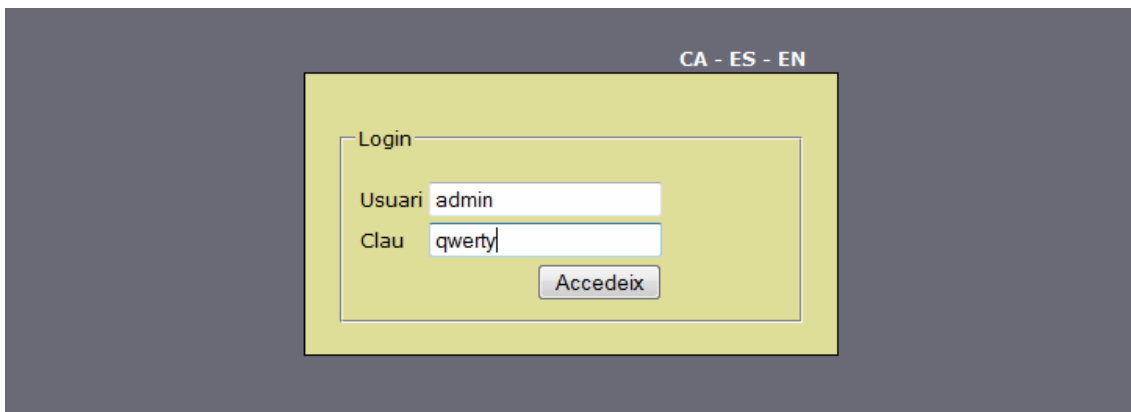 CA - ES - EN
Login
Usuari admin
Clau qwerty
Accedeix